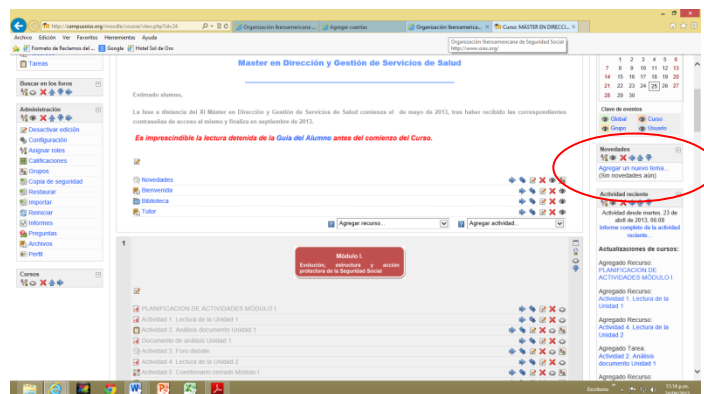 http://campusoiss.org/moodle/course/view.php?id=24
Organización Iberoamericana ...
Agregar cuentas
Organización Iberoamerica...
Curso: MÁSTER EN DIRECCI...
Archivo Edición Ver Favoritos Herramientas Ayuda
Formato de Reclamos del ...
Google
Hotel Sol de Oro
Organización Iberoamericana de Seguridad Social
http://www.oiss.org/
Tareas
Buscar en los foros
Administración
Desactivar edición
Configuración
Asignar roles
Calificaciones
Grupos
Copia de seguridad
Restaurar
Importar
Reiniciar
Informes
Preguntas
Archivos
Perfil
Cursos
Master en Dirección y Gestión de Servicios de Salud
Estimado alumno,
La fase a distancia del XI Máster en Dirección y Gestión de Servicios de Salud comienza el de mayo de 2013, tras haber recibido las correspondientes
contraseñas de acceso al mismo y finaliza en septiembre de 2013.
Es imprescindible la lectura detenida de la Guía del Alumno antes del comienzo del Curso.
Novedades
Bienvenida
Biblioteca
Tutor
Agregar recurso...
Agregar actividad...
1
Módulo I.
Evolución, estructura y acción
protectora de la Seguridad Social
PLANIFICACION DE ACTIVIDADES MÓDULO I
Actividad 1. Lectura de la Unidad 1
Actividad 2. Análisis documento Unidad 1
Documento de análisis Unidad 1
Actividad 3. Foro debate
Actividad 4. Lectura de la Unidad 2
Actividad 5. Cuestionario cerrado Módulo I
1 2 3 4 5 6
7 8 9 10 11 12 13
14 15 16 17 18 19 20
21 22 23 24 25 26 27
28 29 30
Clave de eventos
Global Curso
Grupo Usuario
Novedades
Agregar un nuevo tema...
(Sin novedades aún)
Actividad reciente
Actividad desde martes, 23 de
abril de 2013, 06:08
Informe completo de la actividad
reciente...
Actualizaciones de cursos:
Agregado Recurso:
PLANIFICACION DE
ACTIVIDADES MÓDULO I
Agregado Recurso:
Actividad 1. Lectura de la
Unidad 1
Agregado Recurso:
Actividad 4. Lectura de la
Unidad 2
Agregado Tarea:
Actividad 2. Análisis
documento Unidad 1
Agregado Recurso:
Escritorio
11:14 p.m.
24/04/2013